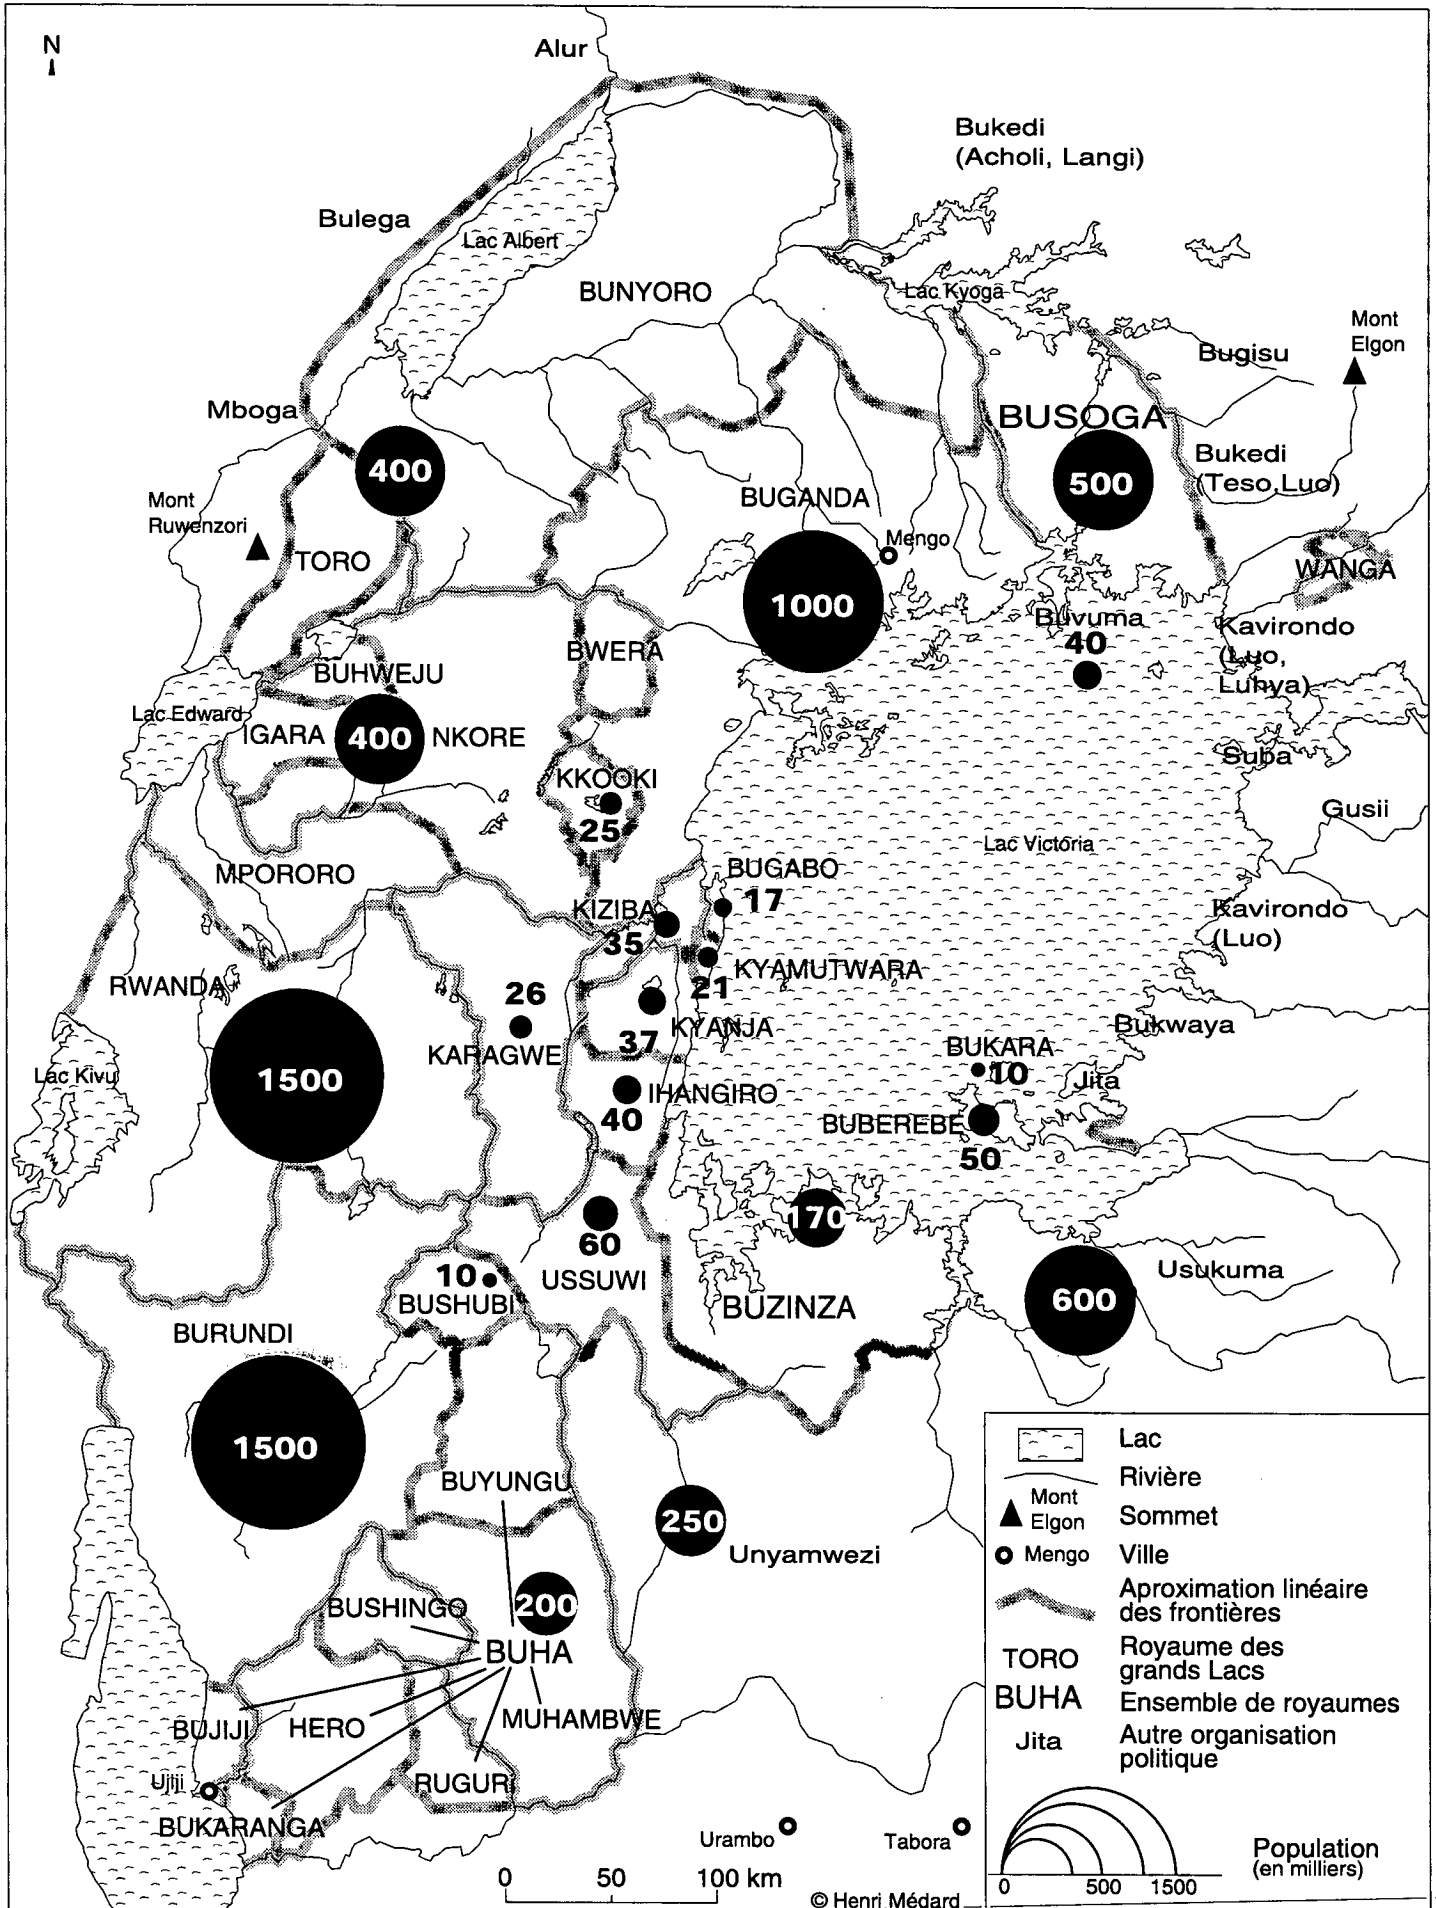 N
Alur
Bukedi
(Acholi, Langi)
Bulega
Lac Albert
BUNYORO
Lac Kyoga
Mont
Elgon
Bugisu
Mboga
BUSOGA
400
Bukedi
(Teso,Luo)
500
Mont
Ruwenzori
BUGANDA
Mengo
TORO
WANGA
1000
Buvuma
40
Kavirondo
(Luo,
Luhya)
BWERA
BUHWEJU
Lac Edward
IGARA
400
NKORE
Suba
KKOOKI
25
Gusii
Lac Victoria
MPORORO
BUGABO
17
KIZIBA
35
Kavirondo
(Luo)
RWANDA
KYAMUTWARA
21
26
KARAGWE
37
KYANJA
Bukwaya
BUKARA
10
Jita
Lac Kivu
1500
IHANGIRO
40
BUBEREBE
50
170
60
USSUWI
Usukuma
10
BUSHUBI
BUZINZA
600
BURUNDI
1500
BUYUNGU
250
Unyamwezi
200
BUSHINGO
BUHA
BUJIJI
HERO
MUHAMBWE
Ujiji
RUGURI
BUKARANGA
Urambo
Tabora
0 50 100 km
© Henri Médard
Lac
Rivière
Mont
Elgon
Sommet
Mengo
Ville
Aproximation linéaire
des frontières
TORO
Royaume des
grands Lacs
BUHA
Ensemble de royaumes
Jita
Autre organisation
politique
Population
(en milliers)
0 500 1500